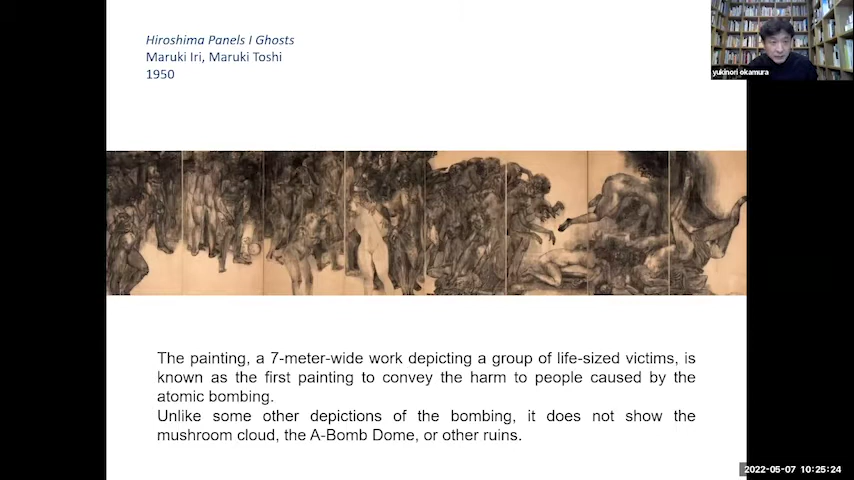 Hiroshima Panels I Ghosts
Maruki Iri, Maruki Toshi
1950
yukinori okamura
The painting, a 7-meter-wide work depicting a group of life-sized victims, is
known as the first painting to convey the harm to people caused by the
atomic bombing.
Unlike some other depictions of the bombing, it does not show the
mushroom cloud, the A-Bomb Dome, or other ruins.
2022-05-07 10:25:24